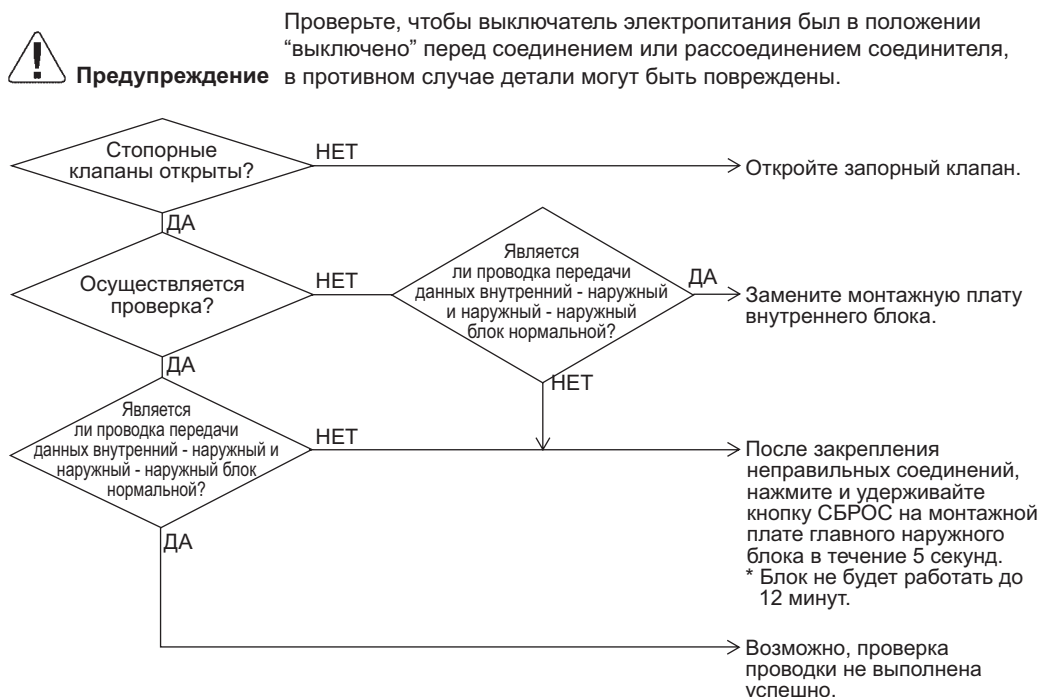 Проверьте, чтобы выключатель электропитания был в положении
“выключено” перед соединением или рассоединением соединителя,
Предупреждение в противном случае детали могут быть повреждены.
Стопорные
клапаны открыты?
НЕТ
Откройте запорный клапан.
ДА
Осуществляется
проверка?
НЕТ
Является
ли проводка передачи
данных внутренний - наружный
и наружный - наружный
блок нормальной?
ДА
Замените монтажную плату
внутреннего блока.
НЕТ
ДА
Является
ли проводка передачи
данных внутренний - наружный и
наружный - наружный блок
нормальной?
НЕТ
После закрепления
неправильных соединений,
нажмите и удерживайте
кнопку СБРОС на монтажной
плате главного наружного
блока в течение 5 секунд.
* Блок не будет работать до
12 минут.
ДА
Возможно, проверка
проводки не выполнена
успешно.